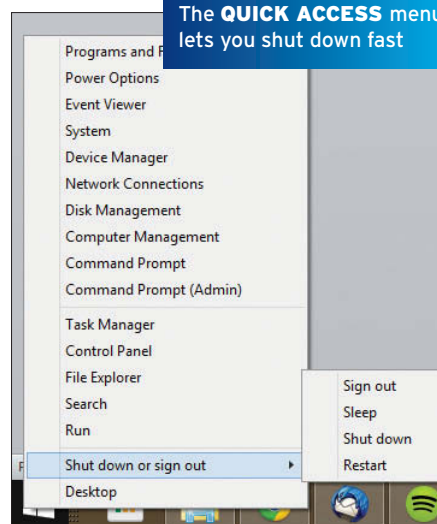 The QUICK ACCESS menu
lets you shut down fast
Programs and
Power Options
Event Viewer
System
Device Manager
Network Connections
Disk Management
Computer Management
Command Prompt
Command Prompt (Admin)
Task Manager
Control Panel
File Explorer
Search
Run
Shut down or sign out
Desktop
Sign out
Sleep
Shut down
Restart